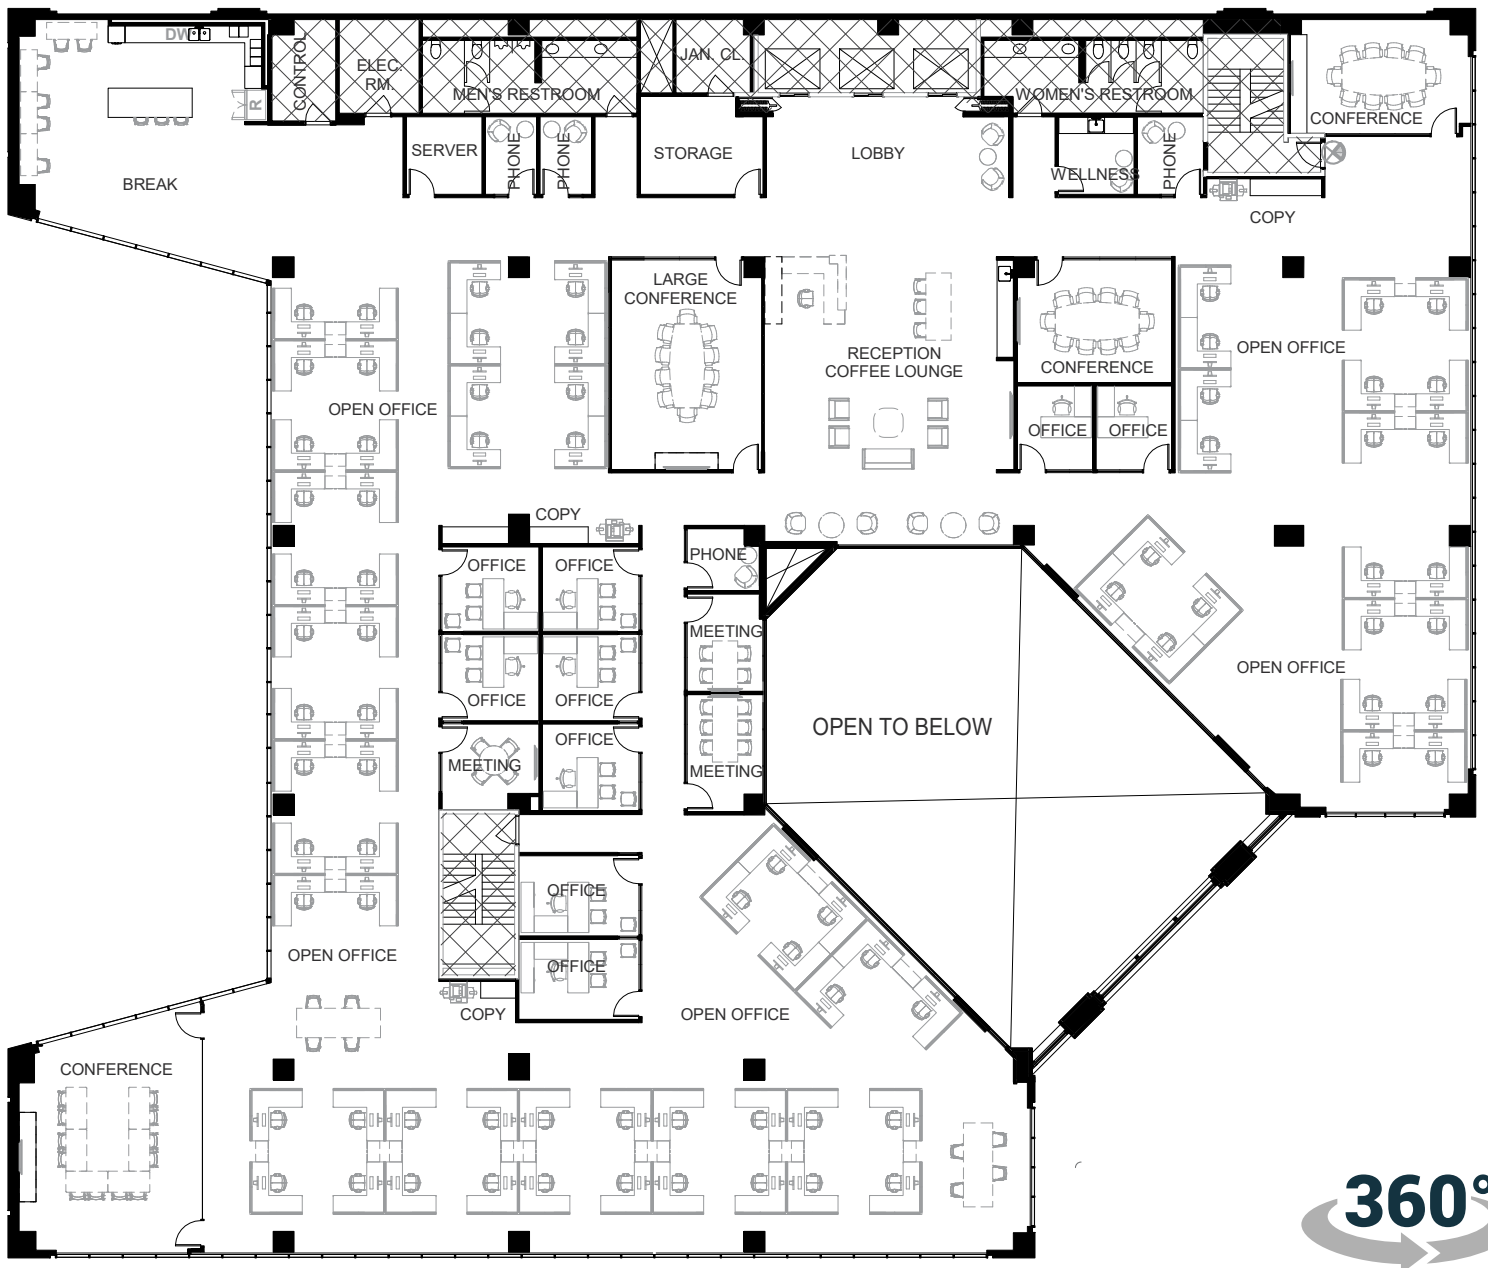 DW
CONTROL
ELEC.
RM.
MEN'S RESTROOM
JAN. CL.
WOMEN'S RESTROOM
CONFERENCE
R
BREAK
SERVER
PHONE
PHONE
STORAGE
LOBBY
WELLNESS
PHONE
COPY
LARGE
CONFERENCE
RECEPTION
COFFEE LOUNGE
CONFERENCE
OPEN OFFICE
OPEN OFFICE
OFFICE
OFFICE
COPY
PHONE
OFFICE
OFFICE
MEETING
OFFICE
OFFICE
OPEN OFFICE
OPEN TO BELOW
OFFICE
MEETING
MEETING
OFFICE
OPEN OFFICE
OFFICE
COPY
OPEN OFFICE
CONFERENCE
360°